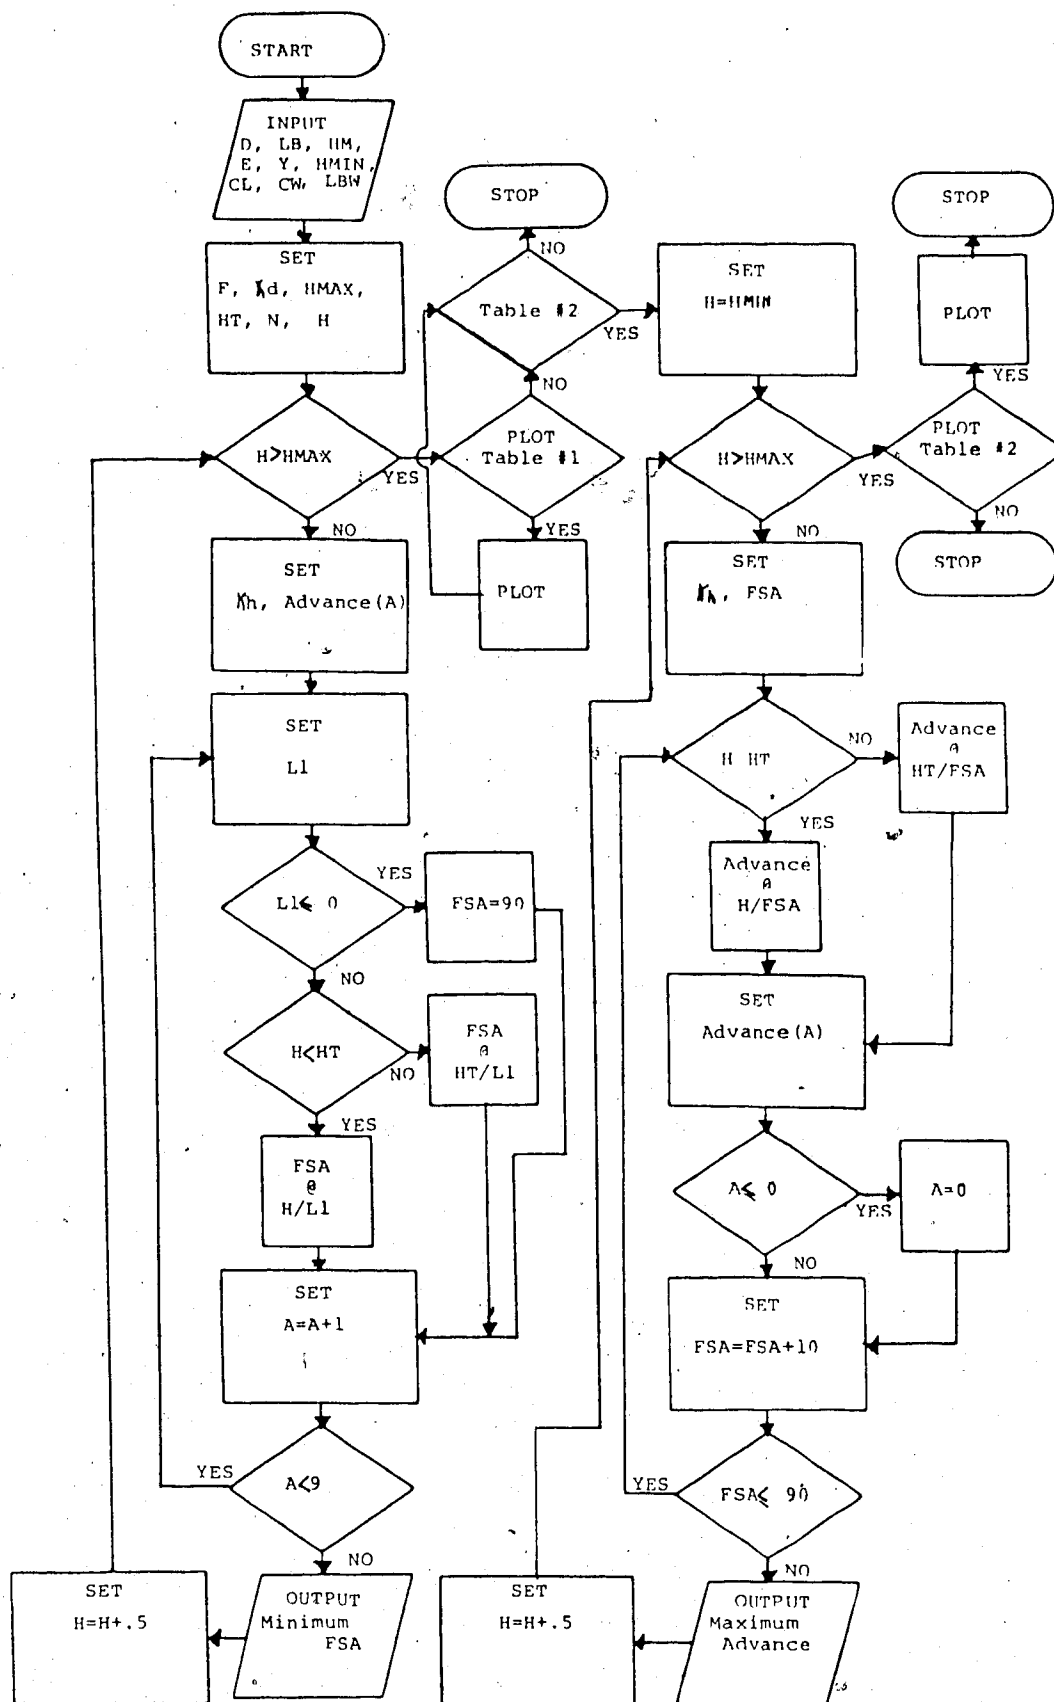 START
INPUT
D, LB, HM,
E, Y, HMIN,
CL, CW, LBW
SET
F, γd, HMAX,
HT, N, H
H>HMAX
YES
NO
SET
γh, Advance(A)
SET
L1
L1≤ 0
YES
FSA=90
NO
H<HT
NO
FSA
@
HT/L1
YES
FSA
@
H/L1
SET
A=A+1
A<9
YES
NO
OUTPUT
Minimum
FSA
SET
H=H+.5
PLOT
Table #1
NO
YES
PLOT
Table #2
NO
STOP
YES
SET
H=HMIN
H>HMAX
YES
NO
PLOT
Table #2
YES
PLOT
STOP
NO
STOP
SET
γh, FSA
H HT
NO
Advance
@
HT/FSA
YES
Advance
@
H/FSA
SET
Advance(A)
A≤ 0
YES
A=0
NO
SET
FSA=FSA+10
FSA≤ 90
YES
NO
OUTPUT
Maximum
Advance
SET
H=H+.5